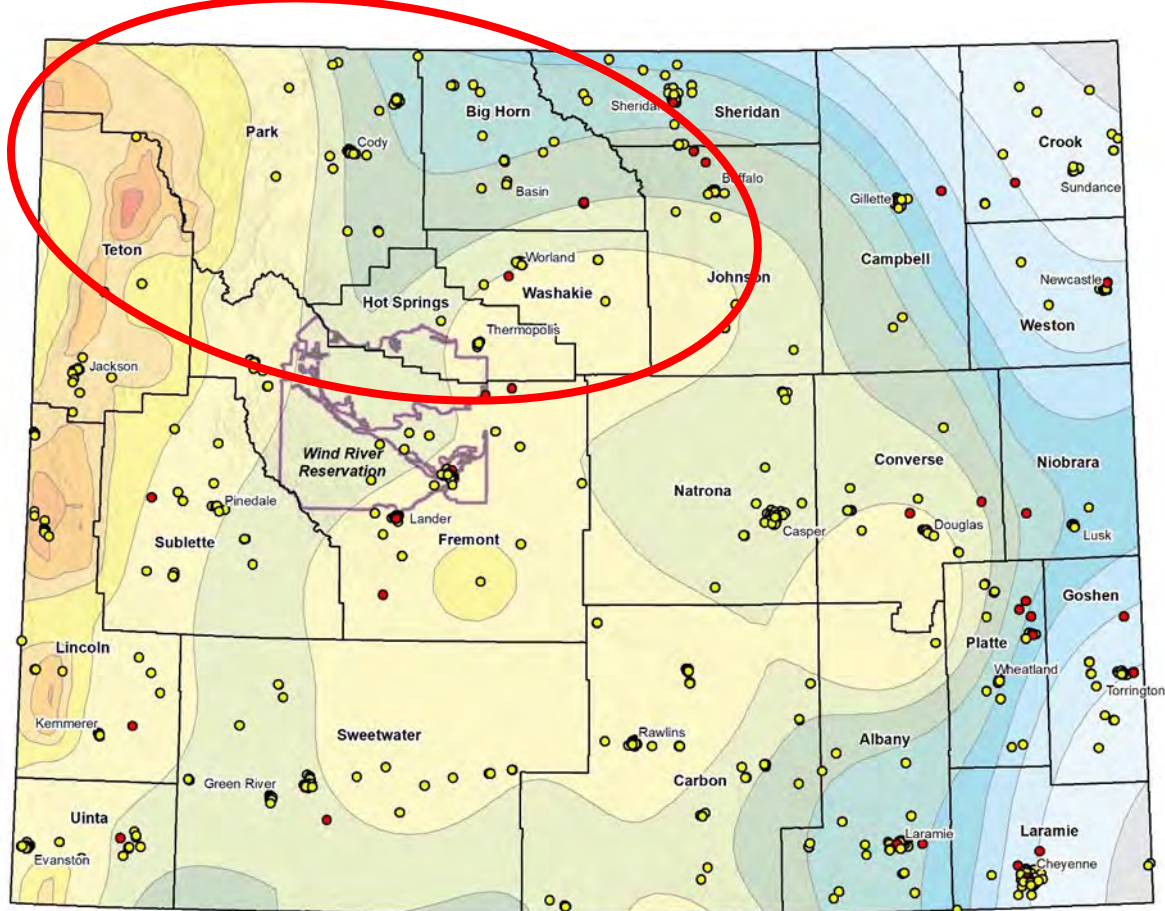 Park
Big Horn
Sheridan
Sheridan
Crook
Cody
Basin
Buffalo
Gillette
Sundance
Teton
Worland
Campbell
Johnson
Washakie
Hot Springs
Newcastle
Weston
Thermopolis
Jackson
Wind River
Reservation
Natrona
Converse
Niobrara
Pinedale
Lander
Casper
Douglas
Lusk
Sublette
Fremont
Goshen
Lincoln
Platte
Wheatland
Torrington
Kemmerer
Sweetwater
Rawlins
Albany
Green River
Carbon
Uinta
Laramie
Laramie
Evanston
Cheyenne